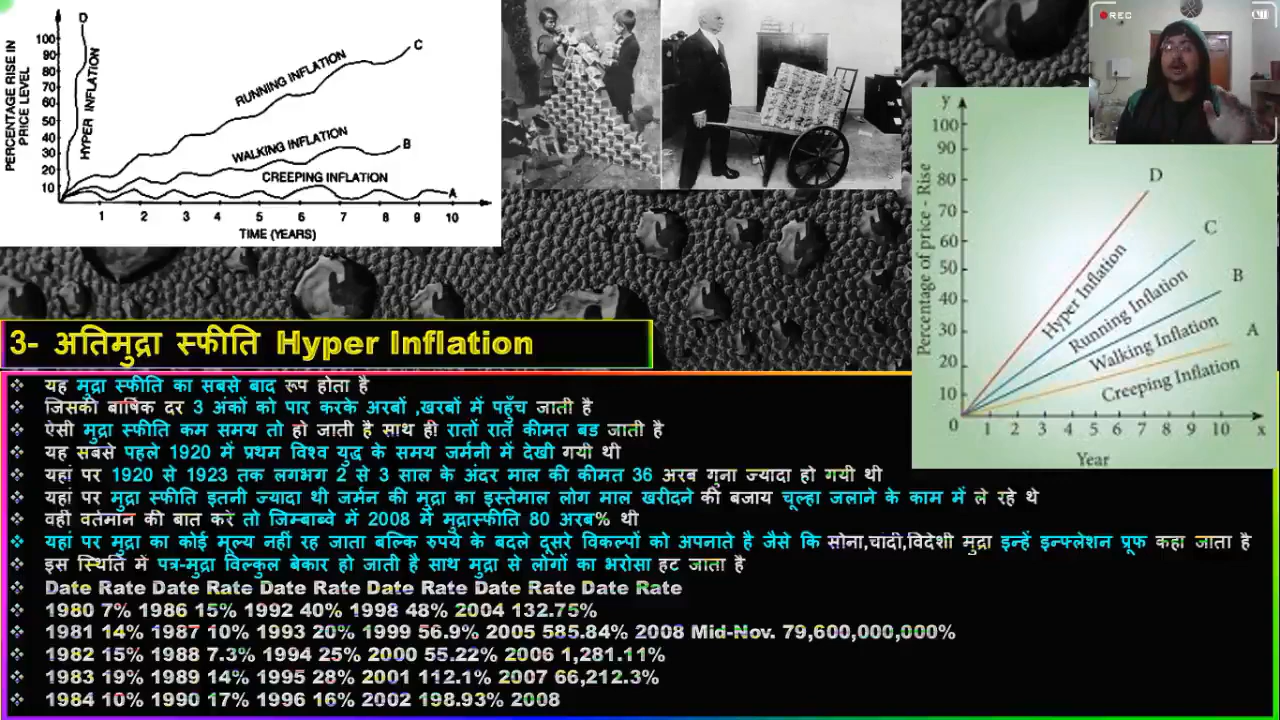 D
100
80
70
60
50
40
30
20
10
PERCENTAGE RISE IN
PRICE LEVEL
HYPER INFLATION
RUNNING INFLATION
C
WALKING INFLATION
B
CREEPING INFLATION
A
1 2 3 4 5 6 7 8 9 10
TIME (YEARS)
REC
y
100
90
80
70
60
50
40
30
20
10
0
Percentage of price - Rise
D
C
B
A
Hyper Inflation
Running Inflation
Walking Inflation
Creeping Inflation
1 2 3 4 5 6 7 8 9 10 x
Year
3- अतिमुद्रा स्फीति Hyper Inflation
यह मुद्रा स्फीति का सबसे बाद रूप होता है
जिसकी बार्षिक दर 3 अंकों को पार करके अरबों ,खरबों में पहुँच जाती है
ऐसी मुद्रा स्फीति कम समय तो हो जाती है साथ ही रातों रात कीमत बड जाती है
यह सबसे पहले 1920 में प्रथम विश्व युद्ध के समय जर्मनी में देखी गयी थी
यहां पर 1920 से 1923 तक लगभग 2 से 3 साल के अंदर माल की कीमत 36 अरब गुना ज्यादा हो गयी थी
यहां पर मुद्रा स्फीति इतनी ज्यादा थी जर्मन की मुद्रा का इस्तेमाल लोग माल खरीदने की बजाय चूल्हा जलाने के काम में ले रहे थे
वही वर्तमान की बात करें तो जिम्बाब्वे में 2008 में मुद्रास्फीति 80 अरब% थी
यहां पर मुद्रा का कोई मूल्य नहीं रह जाता बल्कि रुपये के बदले दूसरे विकल्पों को अपनाते है जैसे कि सोना,चादी,विदेशी मुद्रा इन्हें इन्फ्लेशन प्रूफ कहा जाता है
इस स्थिति में पत्र-मुद्रा विल्कुल बेकार हो जाती है साथ मुद्रा से लोगों का भरोसा हट जाता है
Date Rate Date Rate Date Rate Date Rate Date Rate Date Rate
1980 7% 1986 15% 1992 40% 1998 48% 2004 132.75%
1981 14% 1987 10% 1993 20% 1999 56.9% 2005 585.84% 2008 Mid-Nov. 79,600,000,000%
1982 15% 1988 7.3% 1994 25% 2000 55.22% 2006 1,281.11%
1983 19% 1989 14% 1995 28% 2001 112.1% 2007 66,212.3%
1984 10% 1990 17% 1996 16% 2002 198.93% 2008